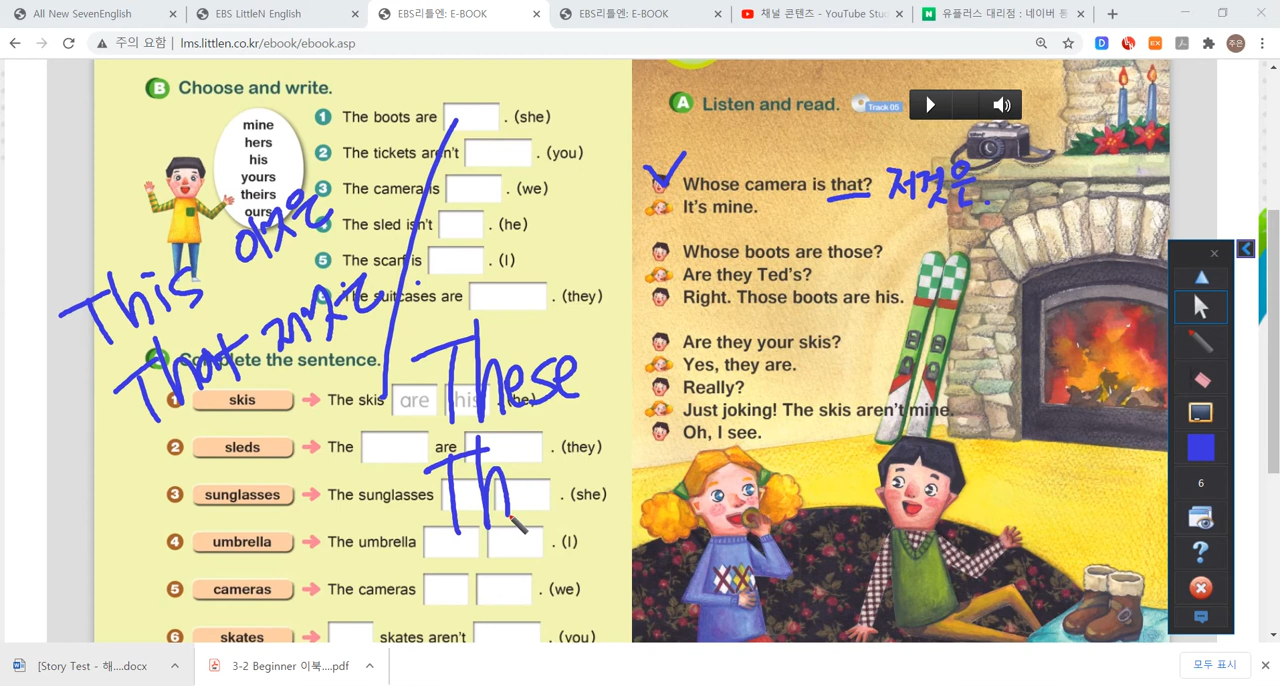 All New SevenEnglish
EBS LittleN English
EBS리틀엔: E-BOOK
EBS리틀엔: E-BOOK
채널 콘텐츠 - YouTube Stu
유플러스 대리점 : 네이버 통
주의 요함
lms.littlen.co.kr/ebook/ebook.asp
주은
B Choose and write.
mine
hers
his
yours
theirs
ours
1 The boots are . (she)
2 The tickets aren't . (you)
3 The camera is . (we)
The sled isn't . (he)
5 The scarf is . (I)
The suitcases are . (they)
이것은
This
That 저것은.
These
Th
Complete the sentence.
1 skis The skis are his . (he)
2 sleds The are . (they)
3 sunglasses The sunglasses . (she)
4 umbrella The umbrella . (I)
5 cameras The cameras . (we)
6 skates skates aren't . (you)
A Listen and read. Track 05
Whose camera is that? 저것은.
It's mine.
Whose boots are those?
Are they Ted's?
Right. Those boots are his.
Are they your skis?
Yes, they are.
Really?
Just joking! The skis aren't mine.
Oh, I see.
6
[Story Test - 해....docx
3-2 Beginner 이북....pdf
모두 표시